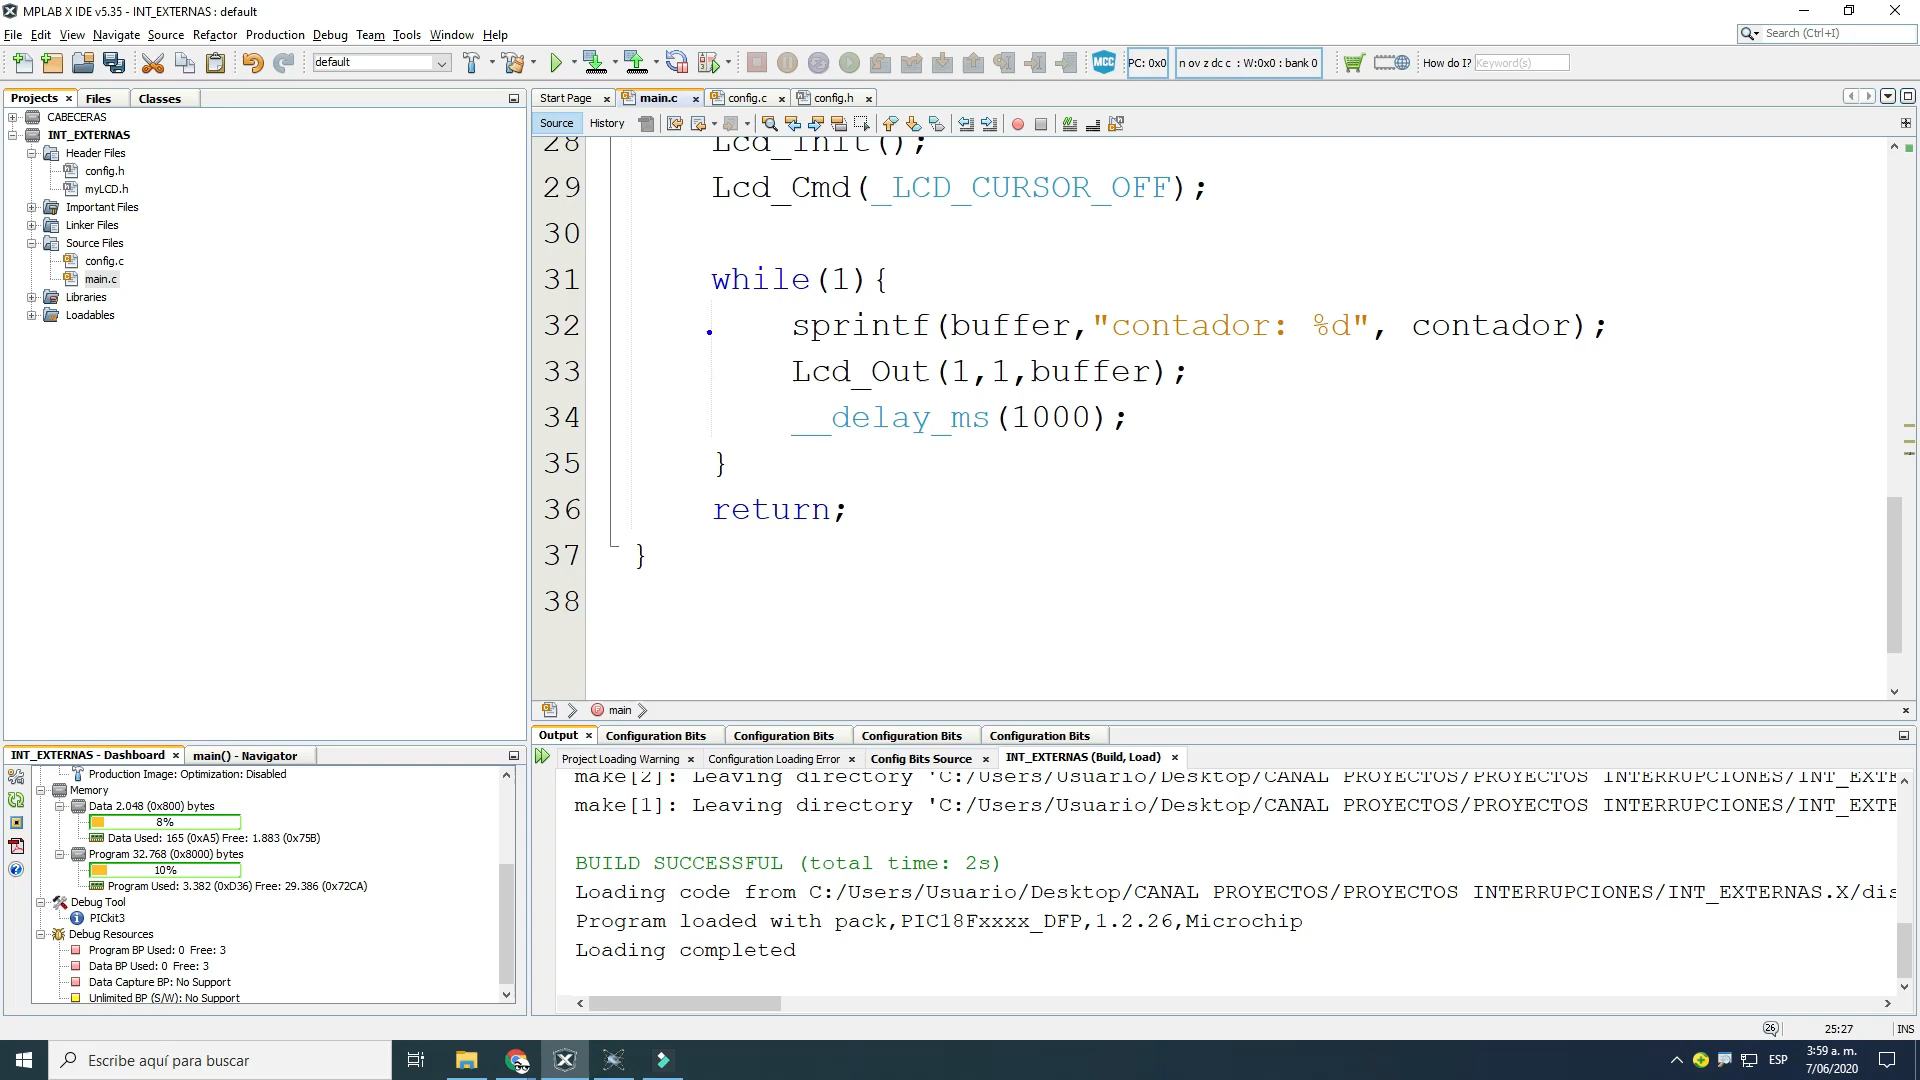 MPLAB X IDE v5.35 - INT_EXTERNAS : default
File Edit View Navigate Source Refactor Production Debug Team Tools Window Help
Search (Ctrl+I)
default
MCC
PC: 0x0
n ov z dc c : W:0x0 : bank 0
How do I? Keyword(s)
Projects
Files
Classes
Start Page
main.c
config.c
config.h
Source
History
CABECERAS
INT_EXTERNAS
Header Files
config.h
myLCD.h
Important Files
Linker Files
Source Files
config.c
main.c
Libraries
Loadables
28 Lcd_Init();
29 Lcd_Cmd(_LCD_CURSOR_OFF);
30
31 while(1){
32 sprintf(buffer,"contador: %d", contador);
33 Lcd_Out(1,1,buffer);
34 __delay_ms(1000);
35 }
36 return;
37 }
38
main
INT_EXTERNAS - Dashboard
main() - Navigator
Production Image: Optimization: Disabled
Memory
Data 2.048 (0x800) bytes
8%
Data Used: 165 (0xA5) Free: 1.883 (0x75B)
Program 32.768 (0x8000) bytes
10%
Program Used: 3.382 (0xD36) Free: 29.386 (0x72CA)
Debug Tool
PICkit3
Debug Resources
Program BP Used: 0 Free: 3
Data BP Used: 0 Free: 3
Data Capture BP: No Support
Unlimited BP (S/W): No Support
Output
Configuration Bits
Configuration Bits
Configuration Bits
Configuration Bits
Project Loading Warning
Configuration Loading Error
Config Bits Source
INT_EXTERNAS (Build, Load)
make[2]: Leaving directory 'C:/Users/Usuario/Desktop/CANAL PROYECTOS/PROYECTOS INTERRUPCIONES/INT_EXTE
make[1]: Leaving directory 'C:/Users/Usuario/Desktop/CANAL PROYECTOS/PROYECTOS INTERRUPCIONES/INT_EXTE
BUILD SUCCESSFUL (total time: 2s)
Loading code from C:/Users/Usuario/Desktop/CANAL PROYECTOS/PROYECTOS INTERRUPCIONES/INT_EXTERNAS.X/dis
Program loaded with pack,PIC18Fxxxx_DFP,1.2.26,Microchip
Loading completed
26
25:27
INS
Escribe aquí para buscar
ESP
3:59 a. m.
7/06/2020